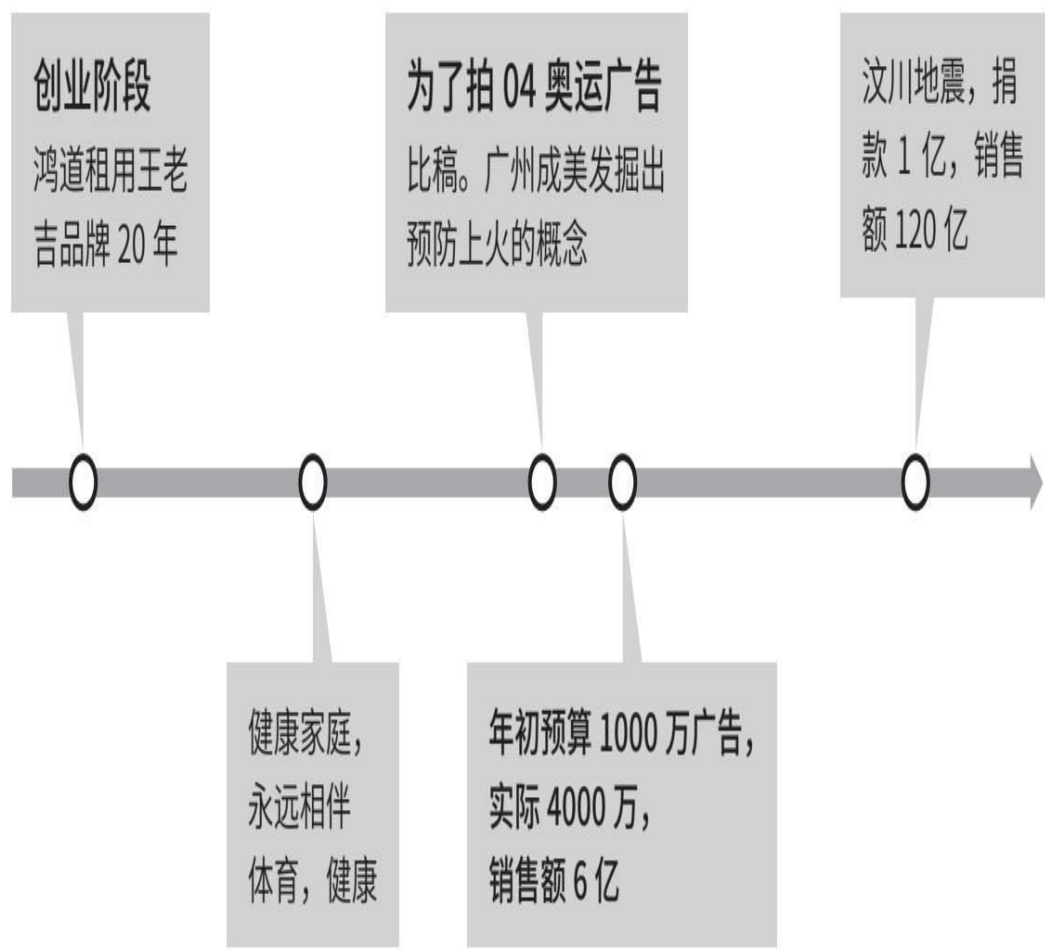 创业阶段
鸿道租用王老
吉品牌 20 年
健康家庭,
永远相伴
体育，健康
为了拍 04 奥运广告
比稿。广州成美发掘出
预防上火的概念
年初预算 1000 万广告,
实际 4000 万,
销售额 6 亿
汶川地震，捐
款 1 亿，销售
额 120 亿